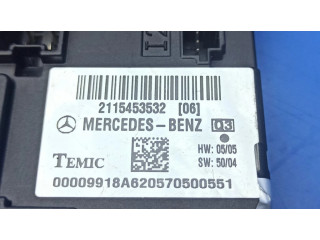 2115453532 [06]
MERCEDES-BENZ 03
HW: 05/05
TEMIC SW: 50/04
00009918A620570500551